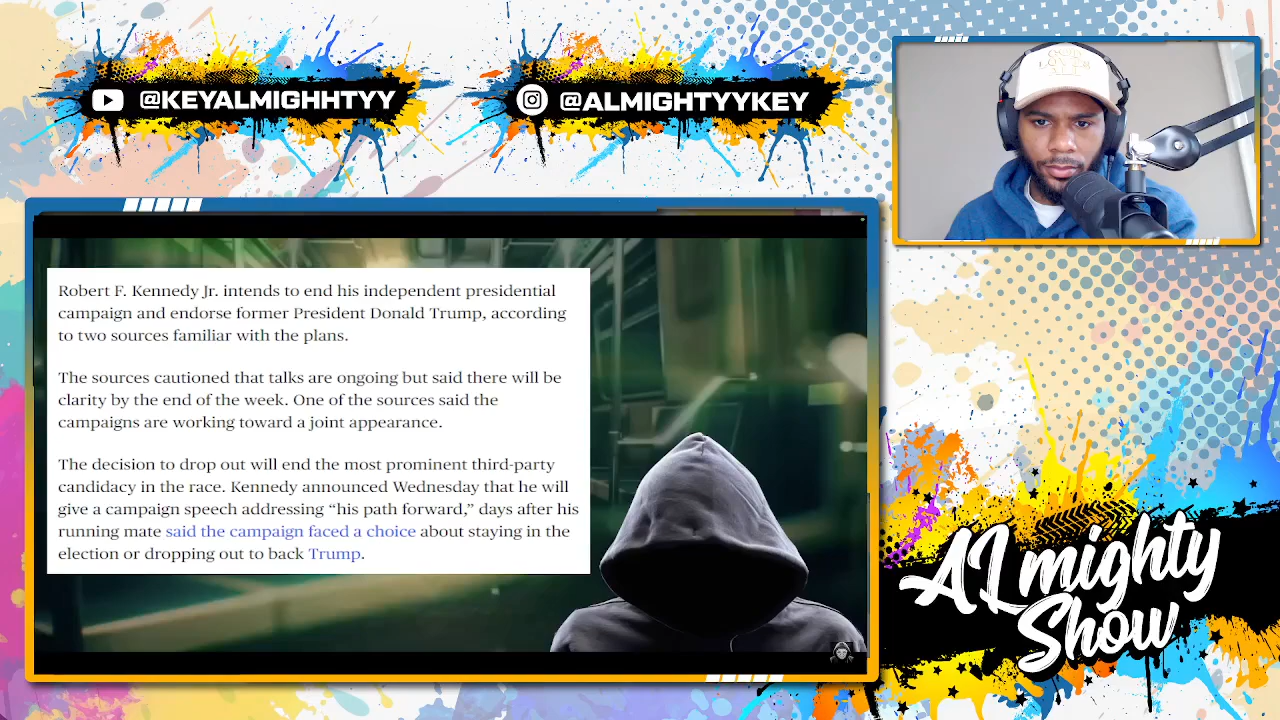 @KEYALMIGHHTYY
@ALMIGHTYYKEY
Robert F. Kennedy Jr. intends to end his independent presidential
campaign and endorse former President Donald Trump, according
to two sources familiar with the plans.
The sources cautioned that talks are ongoing but said there will be
clarity by the end of the week. One of the sources said the
campaigns are working toward a joint appearance.
The decision to drop out will end the most prominent third-party
candidacy in the race. Kennedy announced Wednesday that he will
give a campaign speech addressing “his path forward,” days after his
running mate said the campaign faced a choice about staying in the
election or dropping out to back Trump.
ALmighty
Show